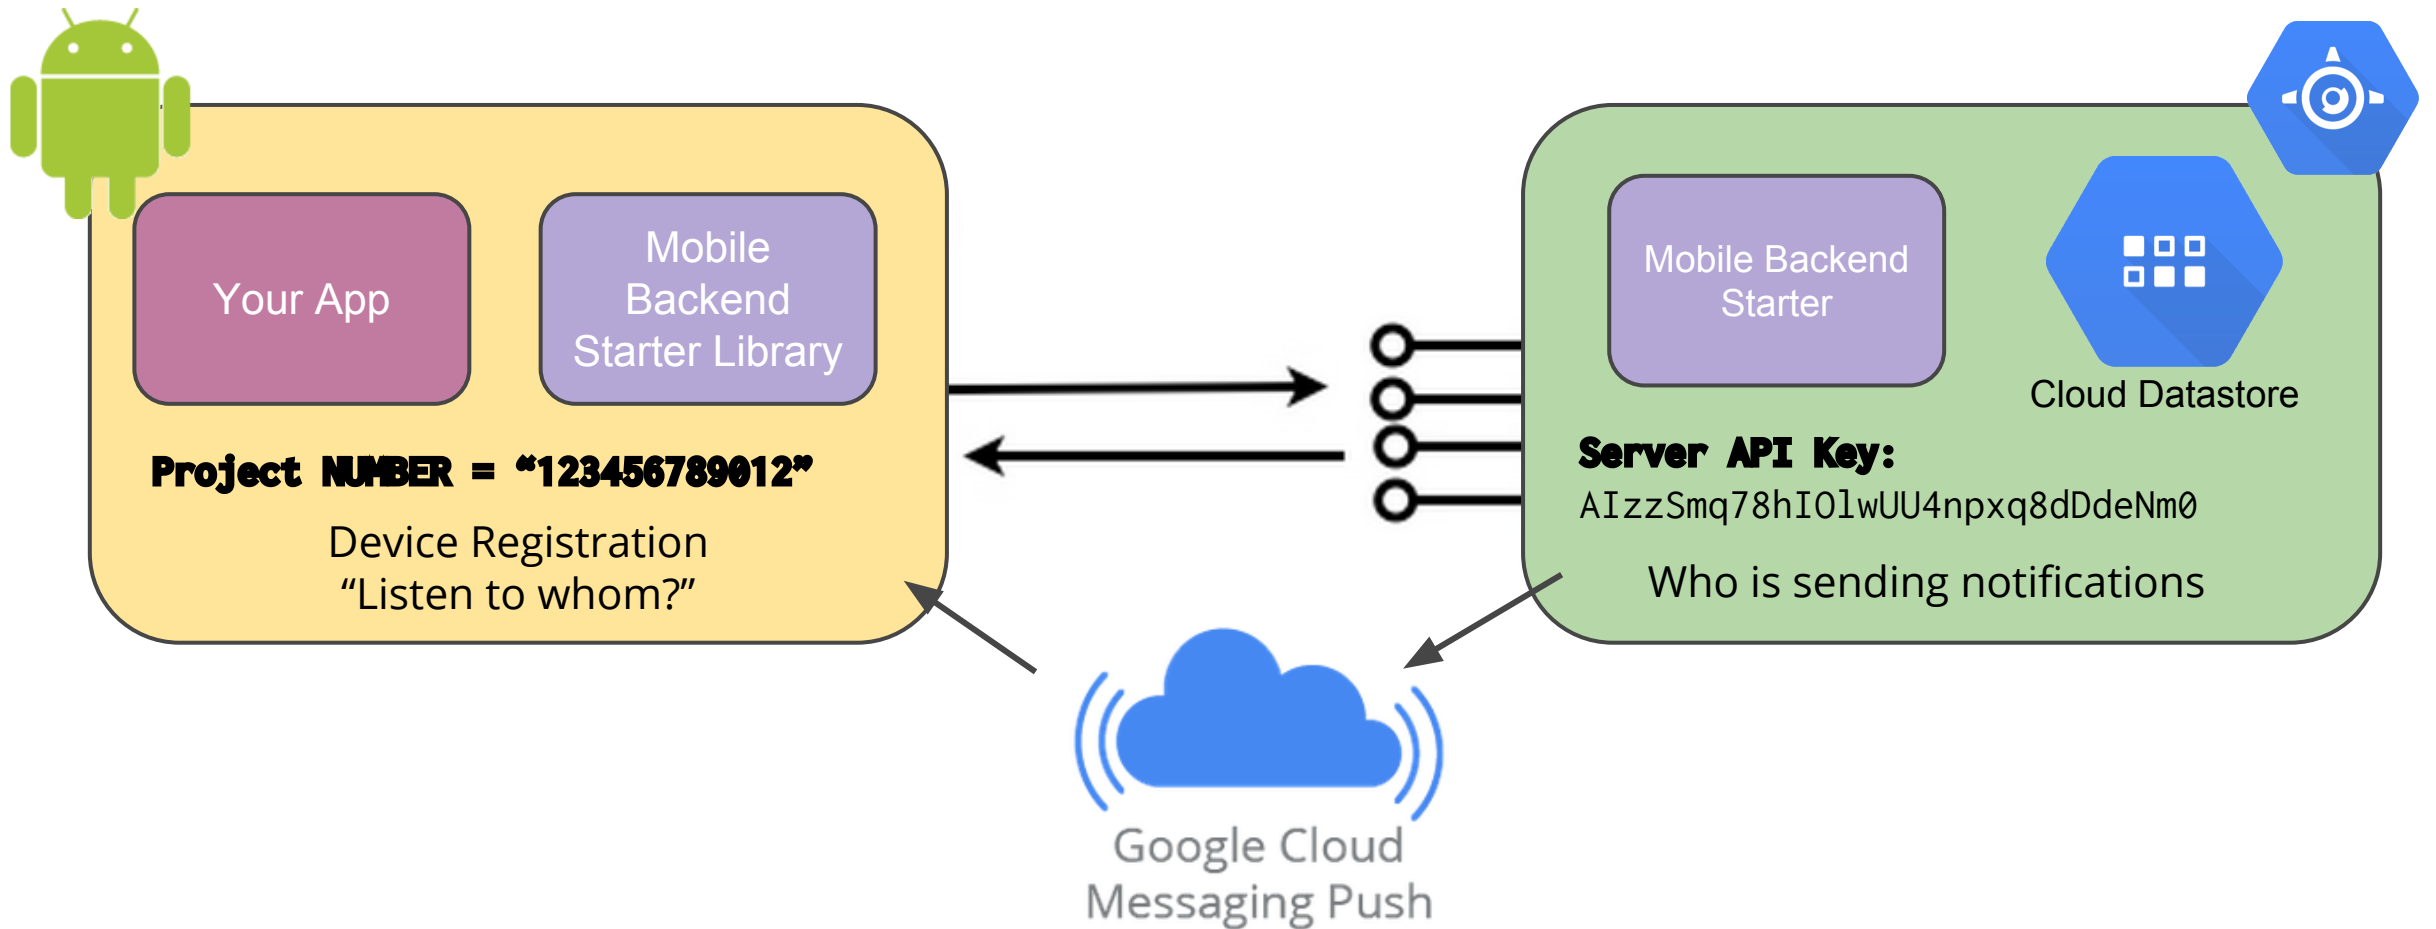 Your App
Mobile
Backend
Starter Library
Project NUMBER = “123456789012”
Device Registration
“Listen to whom?”
Mobile Backend
Starter
Cloud Datastore
Server API Key:
AIzzSmq78hIOlwUU4npxq8dDdeNm0
Who is sending notifications
Google Cloud
Messaging Push